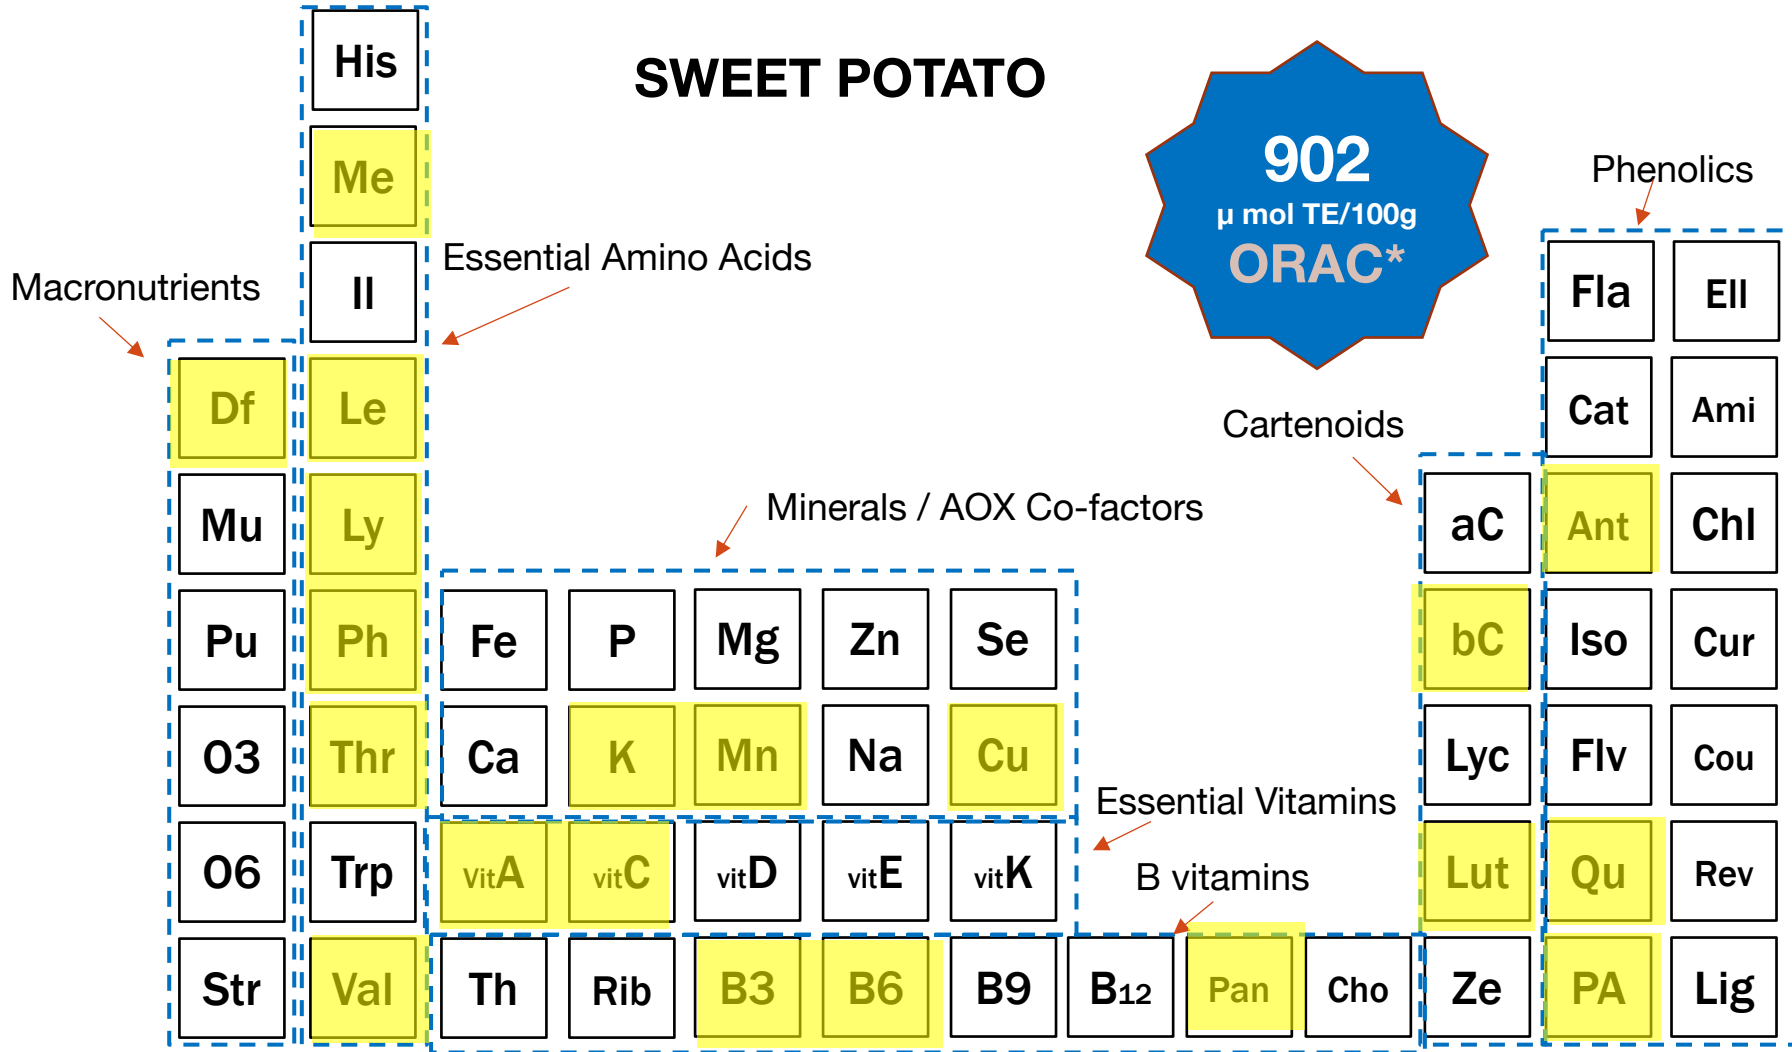 SWEET POTATO
902
µ mol TE/100g
ORAC*
Macronutrients
Essential Amino Acids
Minerals / AOX Co-factors
Essential Vitamins
B vitamins
Cartenoids
Phenolics
His
Me
Il
Fla Ell
Df Le Cat Ami
Mu Ly aC Ant Chl
Pu Ph Fe P Mg Zn Se bC Iso Cur
O3 Thr Ca K Mn Na Cu Lyc Flv Cou
O6 Trp VitA vitC vitD vitE vitK Lut Qu Rev
Str Val Th Rib B3 B6 B9 B12 Pan Cho Ze PA Lig